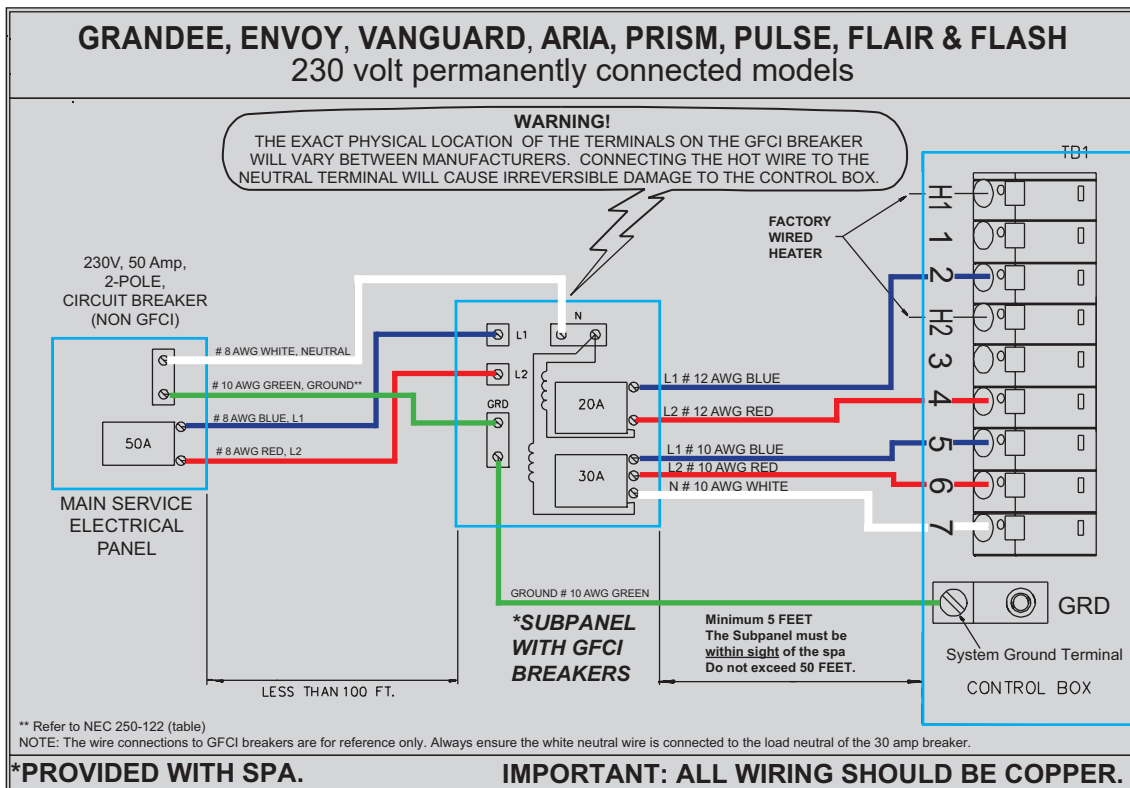 GRANDEE, ENVOY, VANGUARD, ARIA, PRISM, PULSE, FLAIR & FLASH
230 volt permanently connected models
WARNING!
THE EXACT PHYSICAL LOCATION OF THE TERMINALS ON THE GFCI BREAKER
WILL VARY BETWEEN MANUFACTURERS. CONNECTING THE HOT WIRE TO THE
NEUTRAL TERMINAL WILL CAUSE IRREVERSIBLE DAMAGE TO THE CONTROL BOX.
TB1
H1
1
2
H2
3
4
5
6
7
FACTORY
WIRED
HEATER
230V, 50 Amp,
2-POLE,
CIRCUIT BREAKER
(NON GFCI)
# 8 AWG WHITE, NEUTRAL
# 10 AWG GREEN, GROUND**
# 8 AWG BLUE, L1
# 8 AWG RED, L2
50A
MAIN SERVICE
ELECTRICAL
PANEL
N
L1
L2
GRD
20A
30A
L1 # 12 AWG BLUE
L2 # 12 AWG RED
L1 # 10 AWG BLUE
L2 # 10 AWG RED
N # 10 AWG WHITE
GROUND # 10 AWG GREEN
*SUBPANEL
WITH GFCI
BREAKERS
Minimum 5 FEET
The Subpanel must be
within sight of the spa
Do not exceed 50 FEET.
GRD
System Ground Terminal
CONTROL BOX
LESS THAN 100 FT.
** Refer to NEC 250-122 (table)
NOTE: The wire connections to GFCI breakers are for reference only. Always ensure the white neutral wire is connected to the load neutral of the 30 amp breaker.
*PROVIDED WITH SPA.
IMPORTANT: ALL WIRING SHOULD BE COPPER.